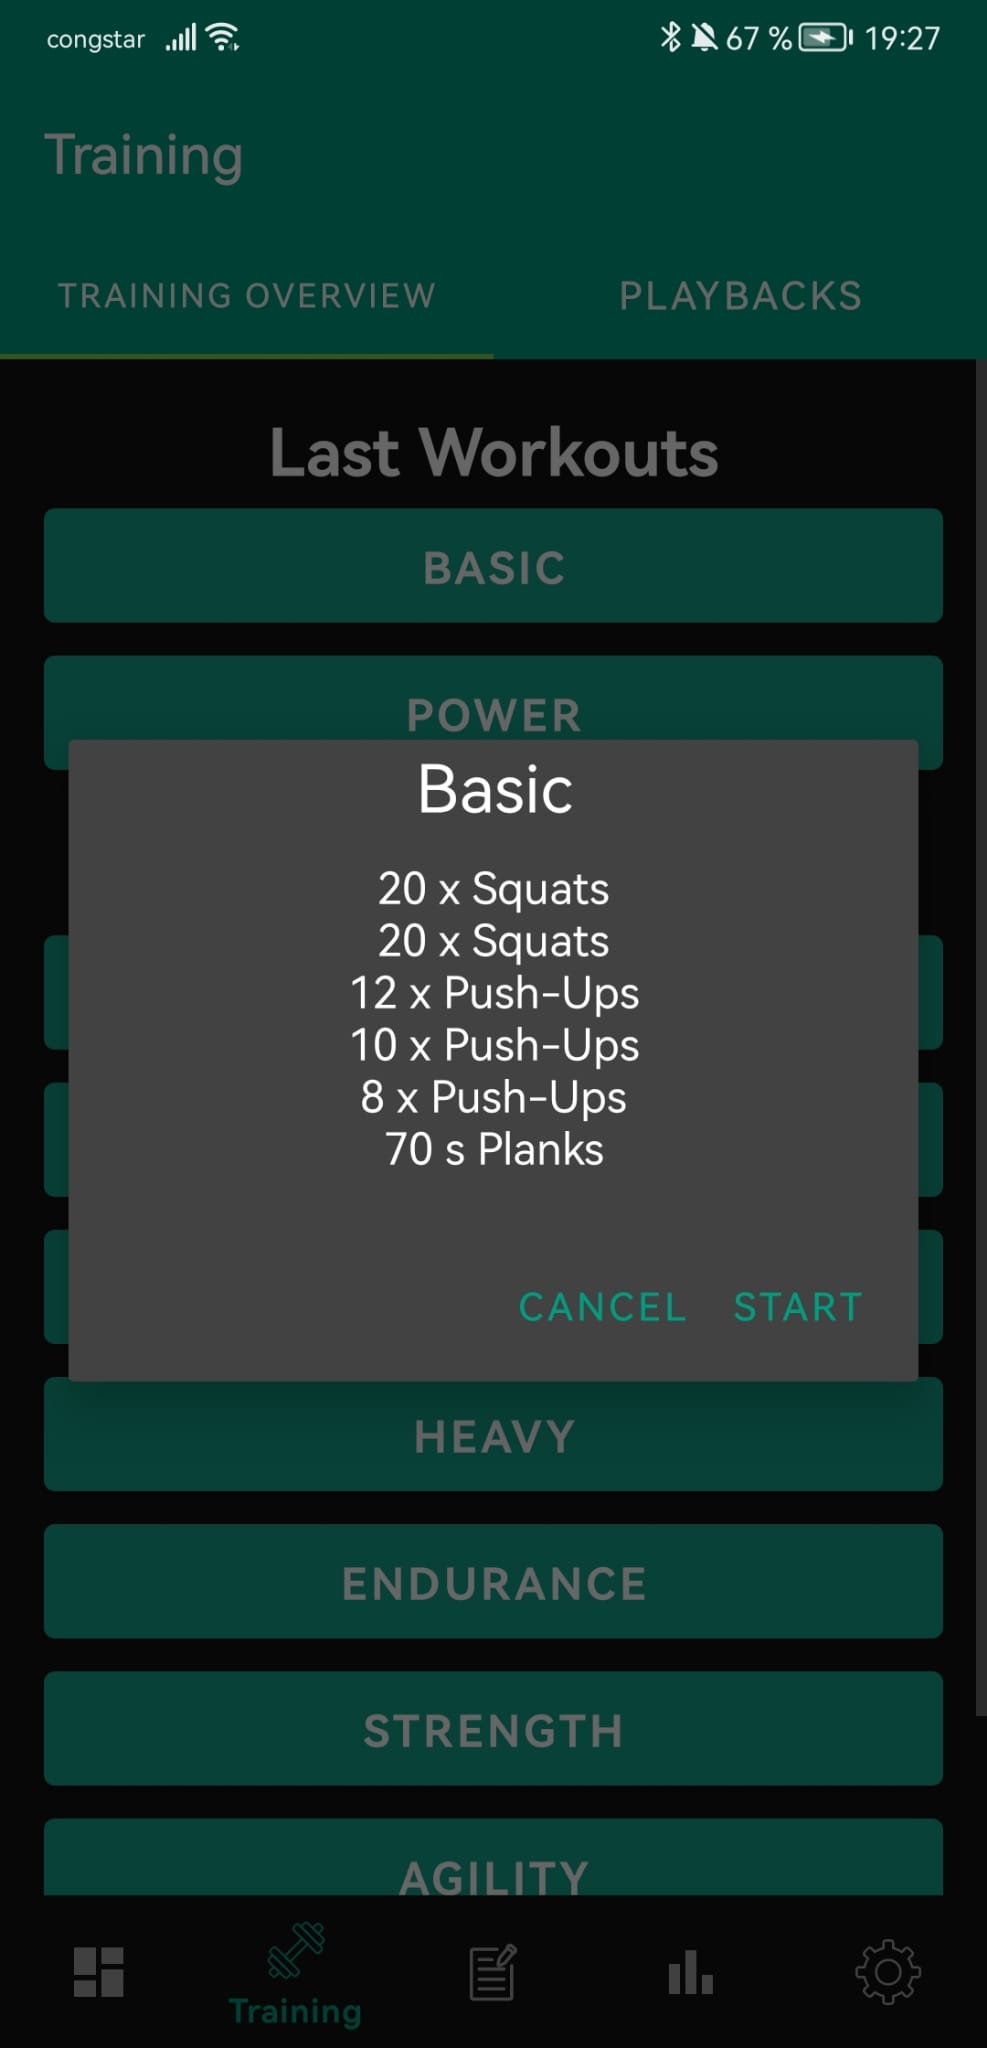 congstar 67 % 19:27
Training
TRAINING OVERVIEW PLAYBACKS
Last Workouts
BASIC
POWER
Basic
20 x Squats
20 x Squats
12 x Push-Ups
10 x Push-Ups
8 x Push-Ups
70 s Planks
CANCEL START
HEAVY
ENDURANCE
STRENGTH
AGILITY
Training